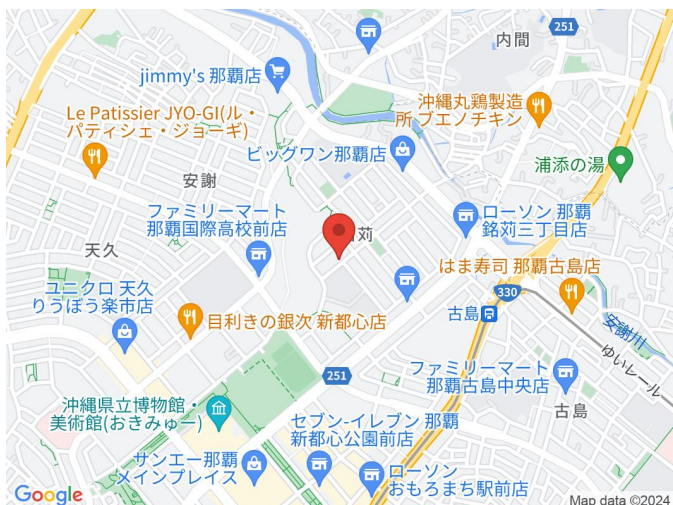 251
内間
jimmy's 那覇店
沖縄丸鶏製造
所 ブエノチキン
Le Patissier JYO-GI(ル・
パティシェ・ジョーギ)
ビッグワン那覇店
浦添の湯
安謝
ファミリーマート
那覇国際高校前店
ローソン 那覇
銘苅三丁目店
苅
天久
はま寿司 那覇古島店
ユニクロ 天久
りうぼう楽市店
330
古島
安謝川
目利きの銀次 新都心店
ゆいレール
251
ファミリーマート
那覇古島中央店
沖縄県立博物館・
美術館(おきみゅー)
古島
セブン-イレブン 那覇
新都心公園前店
サンエー那覇
メインプレイス
ローソン
おもろまち駅前店
Google
Map data ©2024